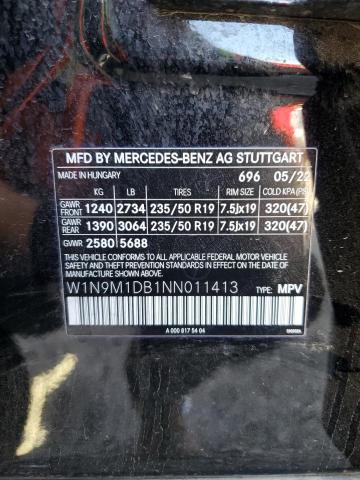 MFD BY MERCEDES-BENZ AG STUTTGART
MADE IN HUNGARY 696 05/22
KG LB TIRES RIM SIZE COLD KPA (PSI)
GAWR FRONT 1240 2734 235/50 R19 7.5Jx19 320(47)
GAWR REAR 1390 3064 235/50 R19 7.5Jx19 320(47)
GVWR 2580 5688
THIS VEHICLE CONFORMS TO ALL APPLICABLE FEDERAL MOTOR
VEHICLE SAFETY STANDARDS IN EFFECT ON THE DATE OF
MANUFACTURE SHOWN ABOVE.
W1N9M1DB1NN011413 TYPE: MPV
A 000 817 54 04